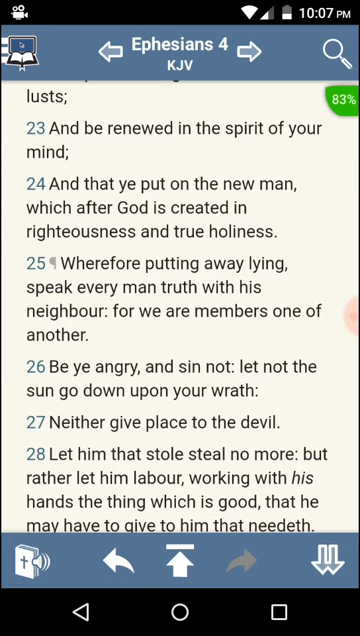 10:07 PM
Ephesians 4
KJV
83%
lusts;
23 And be renewed in the spirit of your
mind;
24 And that ye put on the new man,
which after God is created in
righteousness and true holiness.
25 ¶ Wherefore putting away lying,
speak every man truth with his
neighbour: for we are members one of
another.
26 Be ye angry, and sin not: let not the
sun go down upon your wrath:
27 Neither give place to the devil.
28 Let him that stole steal no more: but
rather let him labour, working with his
hands the thing which is good, that he
may have to give to him that needeth.